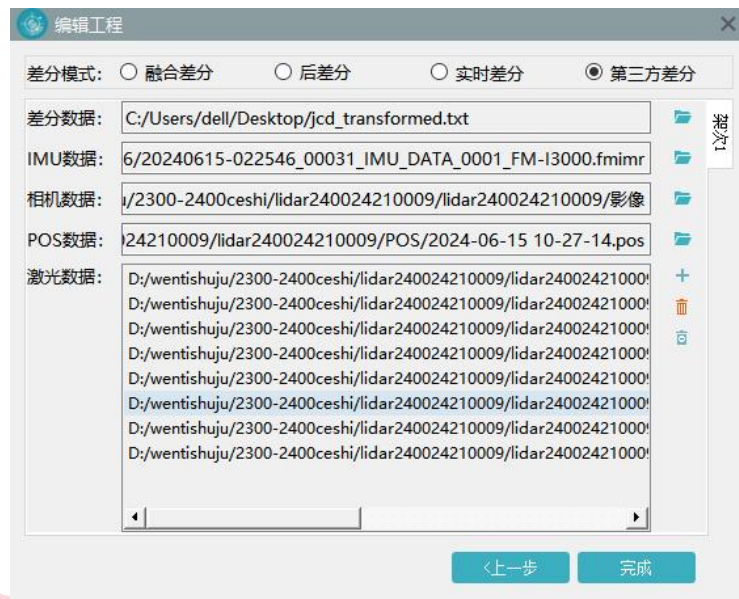 编辑工程
差分模式: 融合差分 后差分 实时差分 第三方差分
差分数据: C:/Users/dell/Desktop/jcd_transformed.txt
架次1
IMU数据: 6/20240615-022546_00031_IMU_DATA_0001_FM-I3000.fmimr
相机数据: /2300-2400ceshi/lidar240024210009/lidar240024210009/影像
POS数据: 24210009/lidar240024210009/POS/2024-06-15 10-27-14.pos
激光数据: D:/wentishuju/2300-2400ceshi/lidar240024210009/lidar24002421000
D:/wentishuju/2300-2400ceshi/lidar240024210009/lidar24002421000
D:/wentishuju/2300-2400ceshi/lidar240024210009/lidar24002421000
D:/wentishuju/2300-2400ceshi/lidar240024210009/lidar24002421000
D:/wentishuju/2300-2400ceshi/lidar240024210009/lidar24002421000
D:/wentishuju/2300-2400ceshi/lidar240024210009/lidar24002421000
D:/wentishuju/2300-2400ceshi/lidar240024210009/lidar24002421000
D:/wentishuju/2300-2400ceshi/lidar240024210009/lidar24002421000
<上一步 完成